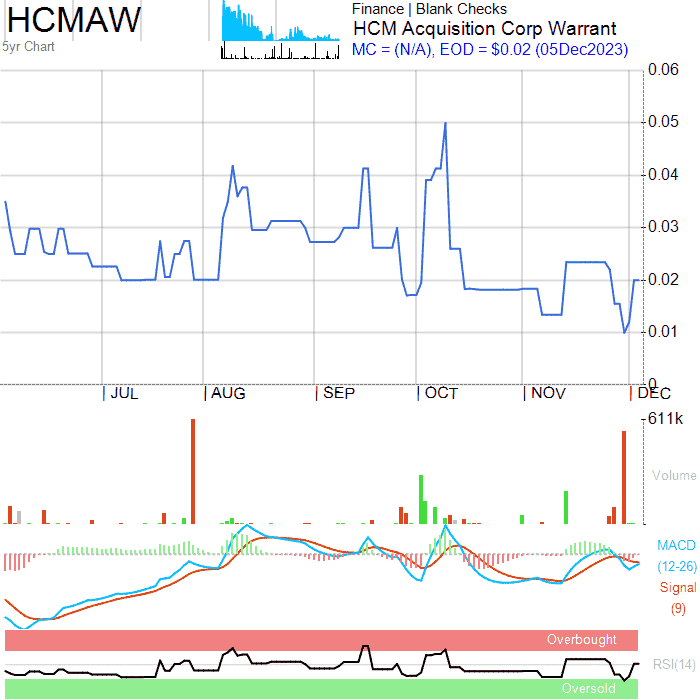 HCMAW
5yr Chart
Finance | Blank Checks
HCM Acquisition Corp Warrant
MC = (N/A), EOD = $0.02 (05Dec2023)
0.06
0.05
0.04
0.03
0.02
0.01
0
JUL
AUG
SEP
OCT
NOV
DEC
611k
Volume
MACD
(12-26)
Signal
(9)
Overbought
RSI(14)
Oversold